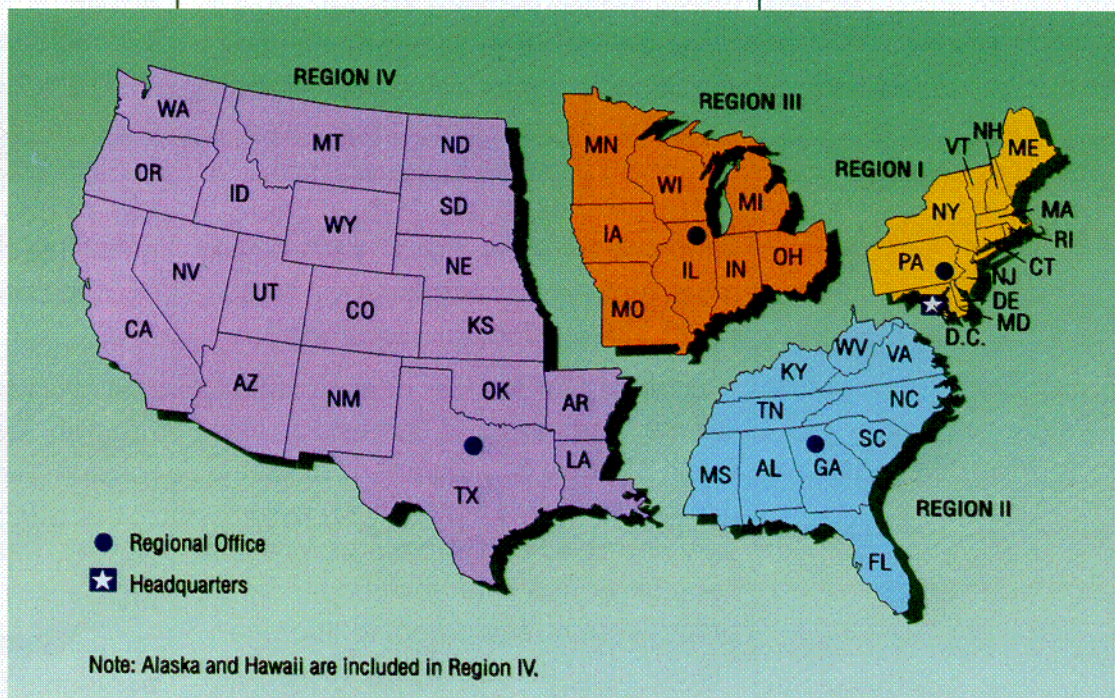 REGION IV
REGION III
REGION I
REGION II
WA
MT
ND
OR
ID
SD
WY
NE
NV
UT
CO
KS
CA
AZ
NM
OK
AR
TX
LA
MN
WI
MI
IA
IL
IN
OH
MO
VT
NH
ME
NY
MA
RI
CT
PA
NJ
DE
MD
D.C.
WV
VA
KY
TN
NC
SC
MS
AL
GA
FL
Regional Office
Headquarters
Note: Alaska and Hawaii are included in Region IV.